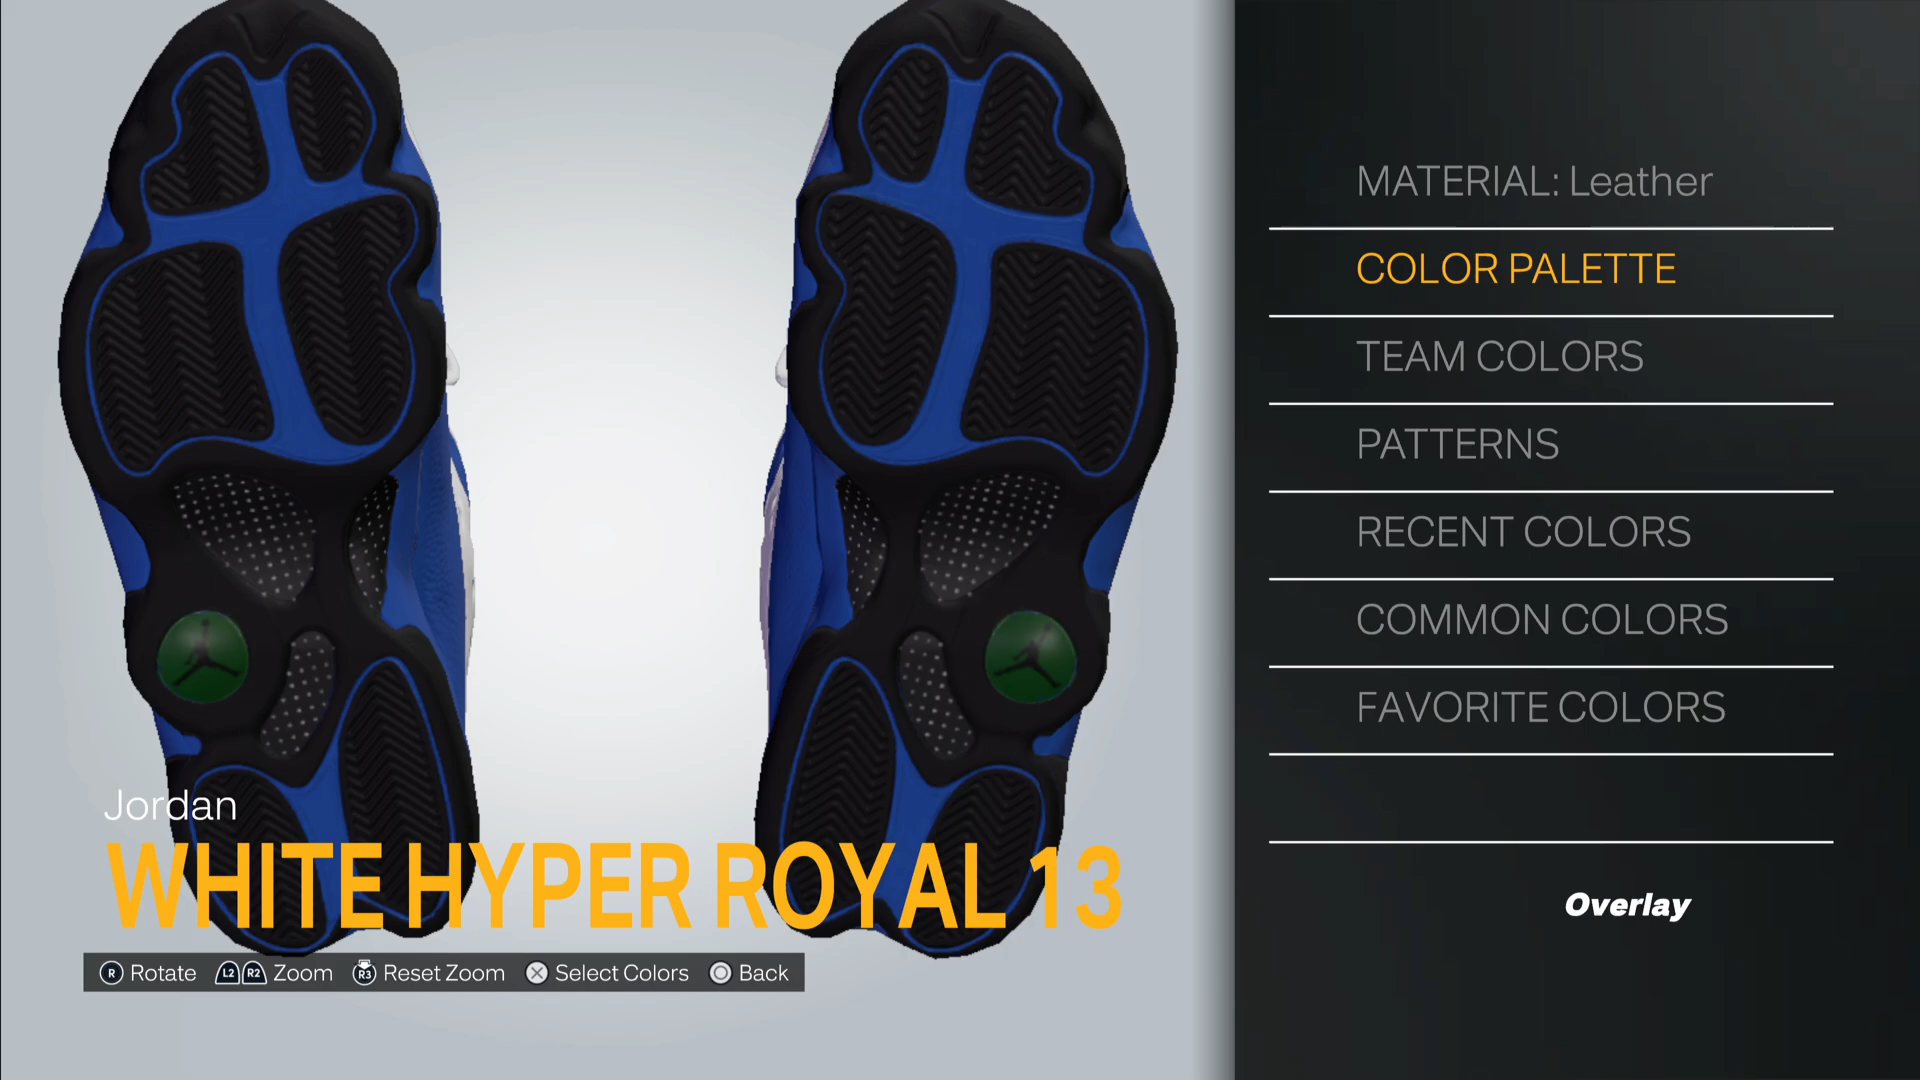 MATERIAL: Leather
COLOR PALETTE
TEAM COLORS
PATTERNS
RECENT COLORS
COMMON COLORS
FAVORITE COLORS
Overlay
Jordan
WHITE HYPER ROYAL 13
R Rotate L2 R2 Zoom R3 Reset Zoom Select Colors Back